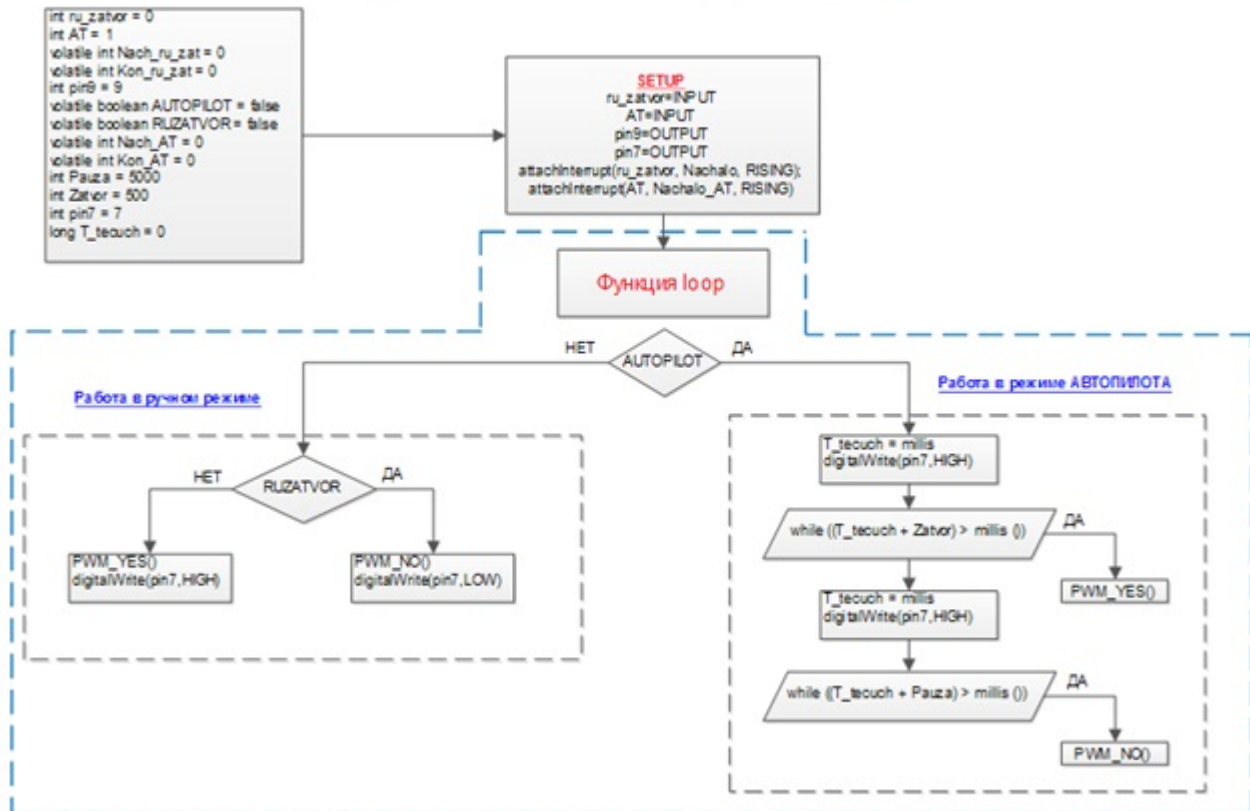 int ru_zatvor = 0
int AT = 1
volatile int Nach_ru_zat = 0
volatile int Kon_ru_zat = 0
int pin9 = 9
volatile boolean AUTOPILOT = false
volatile boolean RUZATVOR = false
volatile int Nach_AT = 0
volatile int Kon_AT = 0
int Pauza = 5000
int Zatvor = 500
int pin7 = 7
long T_tecuch = 0
SETUP
ru_zatvor=INPUT
AT=INPUT
pin9=OUTPUT
pin7=OUTPUT
attachInterrupt(ru_zatvor, Nachalo, RISING);
attachInterrupt(AT, Nachalo_AT, RISING)
Функция loop
НЕТ
AUTOPILOT
ДА
Работа в ручном режиме
Работа в режиме АВТОПИЛОТА
НЕТ
RUZATVOR
ДА
PWM_YES()
digitalWrite(pin7,HIGH)
PWM_NO()
digitalWrite(pin7,LOW)
T_tecuch = millis
digitalWrite(pin7,HIGH)
while ((T_tecuch + Zatvor) > millis ())
ДА
PWM_YES()
T_tecuch = millis
digitalWrite(pin7,HIGH)
while ((T_tecuch + Pauza) > millis ())
ДА
PWM_NO()